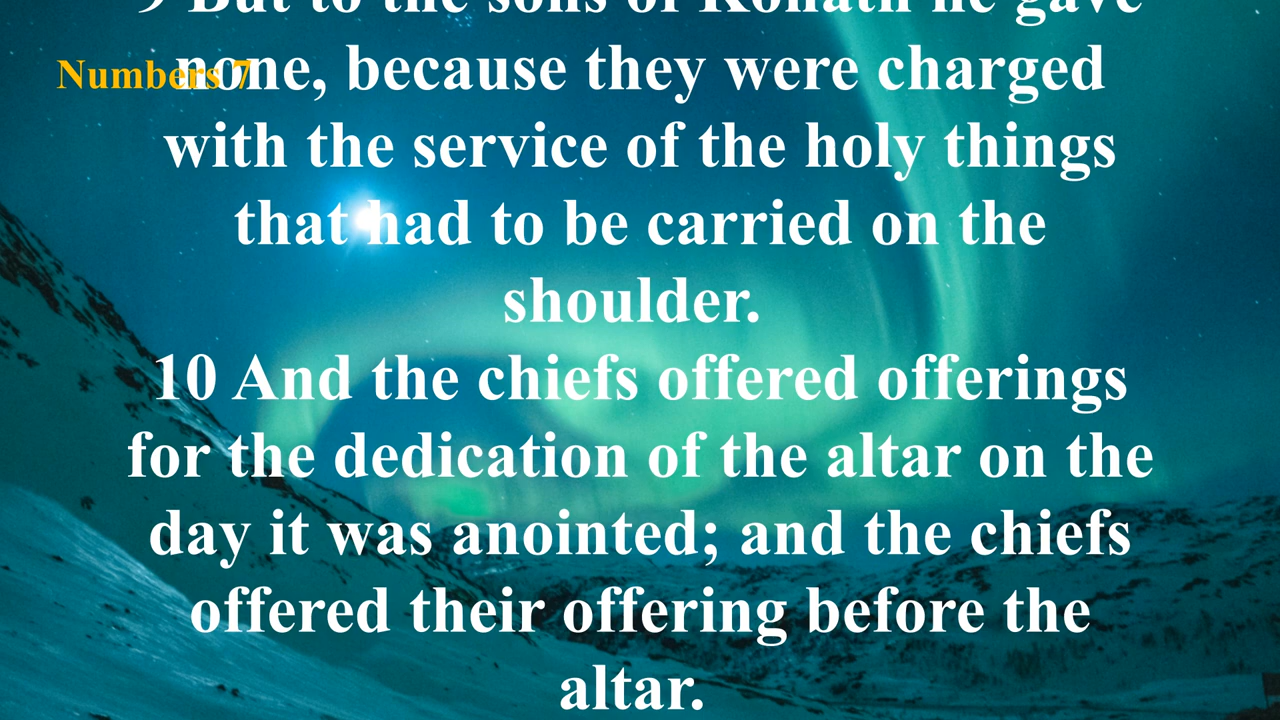 9 But to the sons of Kohath he gave
Numbers 7
none, because they were charged
with the service of the holy things
that had to be carried on the
shoulder.
10 And the chiefs offered offerings
for the dedication of the altar on the
day it was anointed; and the chiefs
offered their offering before the
altar.